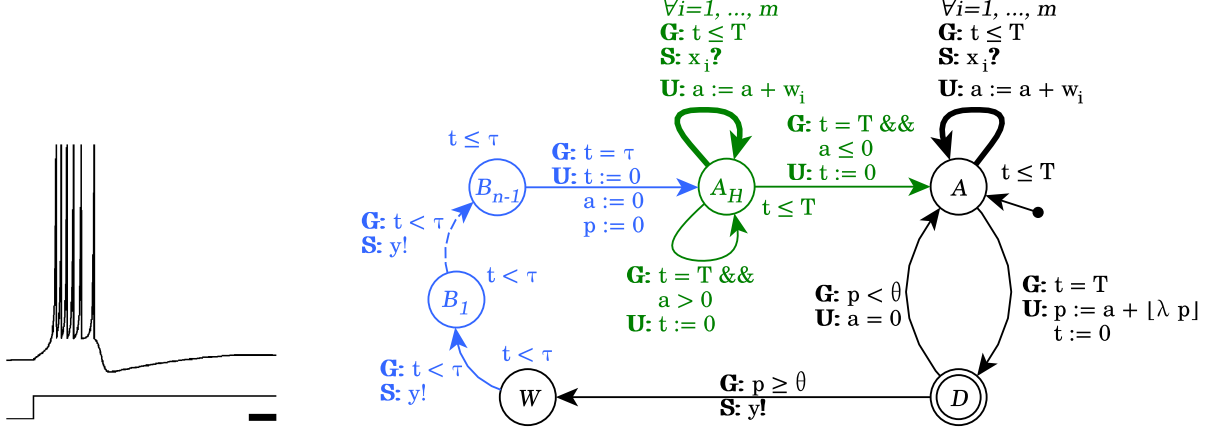 ∀i=1, ..., m
G: t ≤ T
S: xi?
U: a := a + wi
∀i=1, ..., m
G: t ≤ T
S: xi?
U: a := a + wi
t ≤ τ
Bn-1
G: t = τ
U: t := 0
a := 0
p := 0
AH
t ≤ T
G: t = T &&
a ≤ 0
U: t := 0
A
t ≤ T
G: t < τ
S: y!
G: t = T &&
a > 0
U: t := 0
B1
t < τ
G: p < θ
U: a = 0
G: t = T
U: p := a + ⌊λ p⌋
t := 0
G: t < τ
S: y!
t < τ
W
G: p ≥ θ
S: y!
D